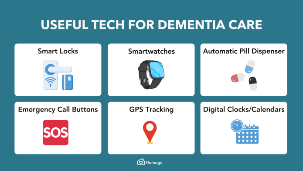 USEFUL TECH FOR DEMENTIA CARE
Smart Locks
Smartwatches
Automatic Pill Dispenser
Emergency Call Buttons
SOS
GPS Tracking
Digital Clocks/Calendars
Homage